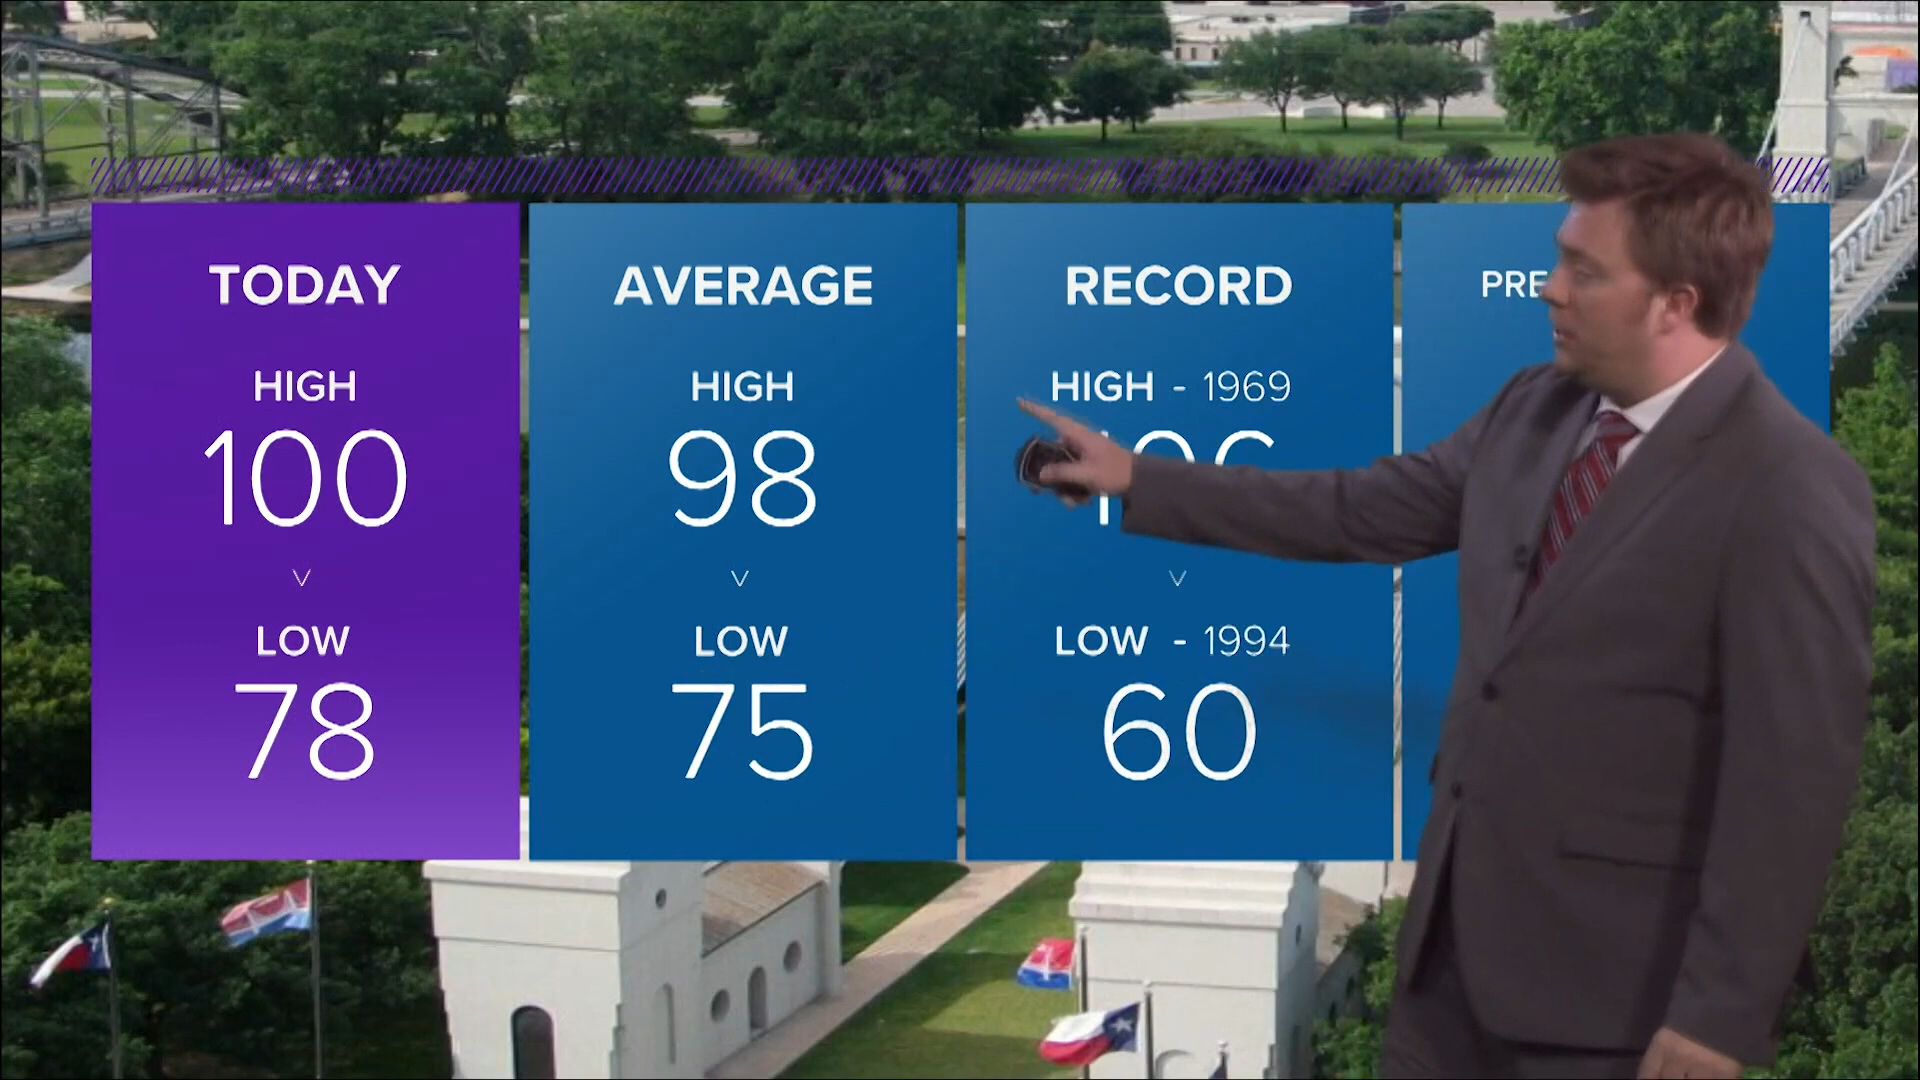 TODAY
HIGH
100
LOW
78
AVERAGE
HIGH
98
LOW
75
RECORD
HIGH - 1969
LOW - 1994
60